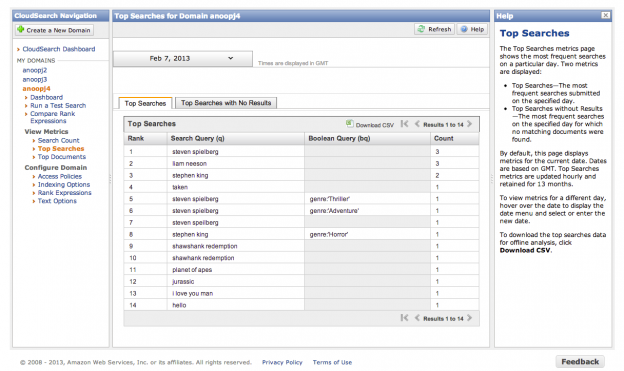 CloudSearch Navigation
Create a New Domain
CloudSearch Dashboard
MY DOMAINS
anoopj2
anoopj3
anoopj4
Dashboard
Run a Test Search
Compare Rank
Expressions
View Metrics
Search Count
Top Searches
Top Documents
Configure Domain
Access Policies
Indexing Options
Rank Expressions
Text Options
Top Searches for Domain anoopj4
Refresh Help
Feb 7, 2013
Times are displayed in GMT
Top Searches Top Searches with No Results
Top Searches Download CSV Results 1 to 14
Rank Search Query (q) Boolean Query (bq) Count
1 steven spielberg 3
2 liam neeson 3
3 stephen king 2
4 taken 1
5 steven spielberg genre:'Thriller' 1
6 steven spielberg genre:'Adventure' 1
7 steven speilberg 1
8 stephen king genre:'Horror' 1
9 shawshank redemption 1
10 shawhank redemption 1
11 planet of apes 1
12 jurassic 1
13 i love you man 1
14 hello 1
Results 1 to 14
Help
Top Searches
The Top Searches metrics page
shows the most frequent searches
on a particular day. Two metrics
are displayed:
• Top Searches—The most
frequent searches submitted
on the specified day.
• Top Searches without Results
—The most frequent searches
on the specified day for which
no matching documents were
found.
By default, this page displays
metrics for the current date. Dates
are based on GMT. Top Searches
metrics are updated hourly and
retained for 13 months.
To view metrics for a different day,
hover over the date to display the
date menu and select or enter the
new date.
To download the top searches data
for offline analysis, click
Download CSV.
© 2008 - 2013, Amazon Web Services, Inc. or its affiliates. All rights reserved. Privacy Policy Terms of Use
Feedback